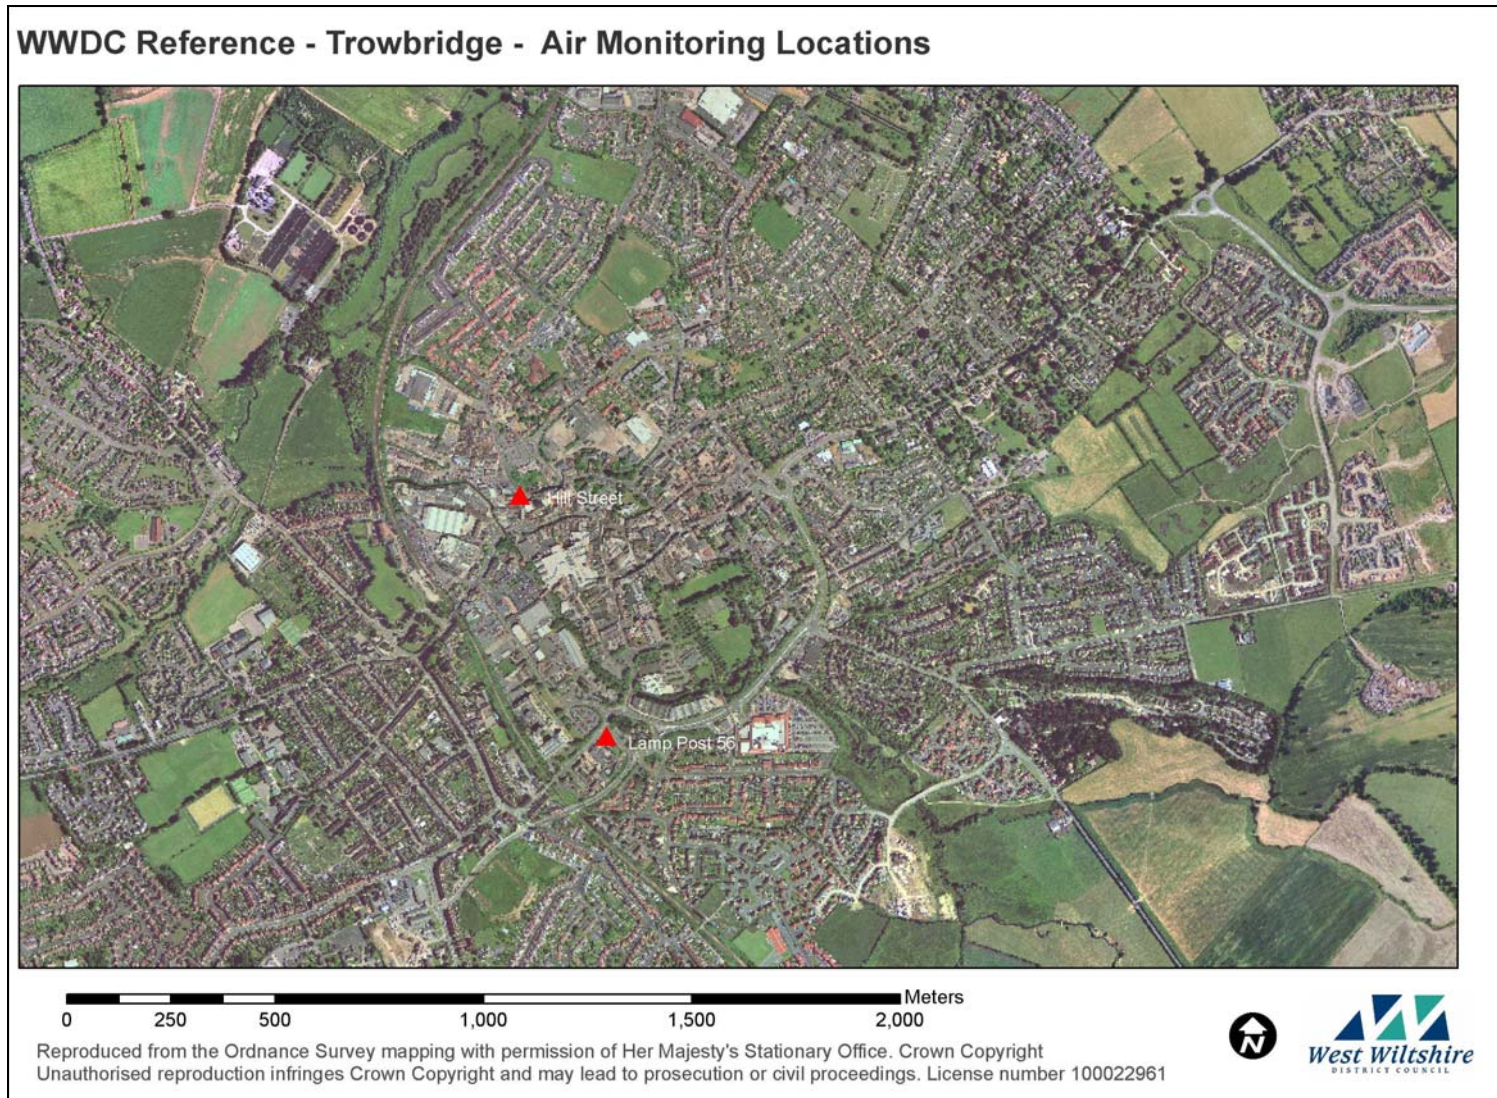 WWDC Reference - Trowbridge -  Air Monitoring Locations
Hill Street
Lamp Post 56
Meters
0 250 500 1,000 1,500 2,000
N
Reproduced from the Ordnance Survey mapping with permission of Her Majesty's Stationary Office. Crown Copyright
Unauthorised reproduction infringes Crown Copyright and may lead to prosecution or civil proceedings. License number 100022961
West Wiltshire
DISTRICT COUNCIL